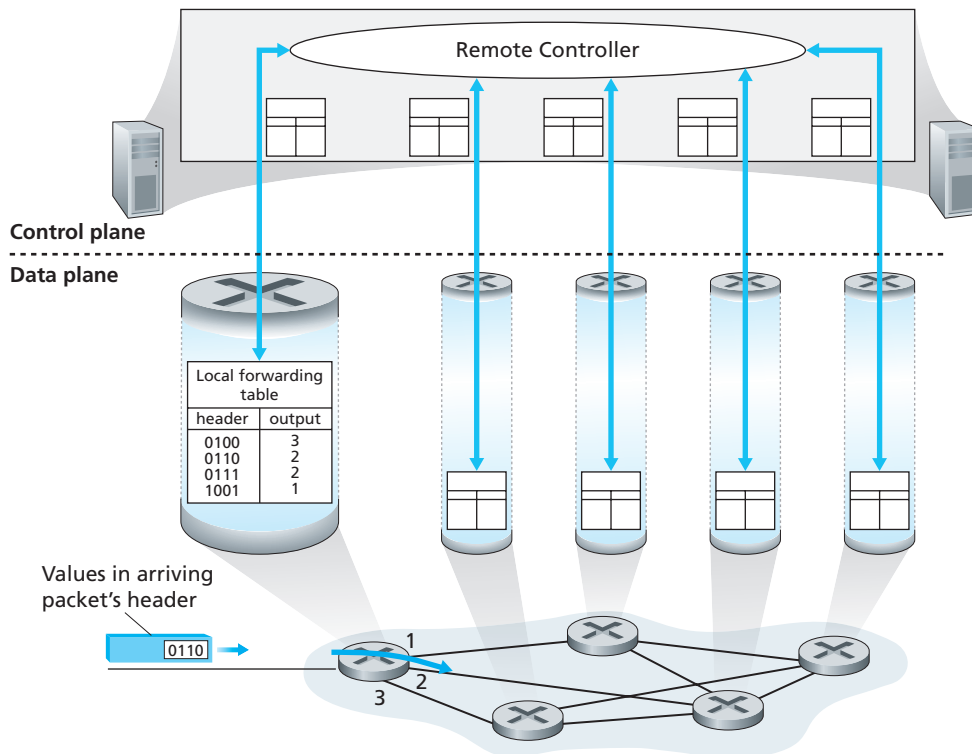 Remote Controller
Control plane
Data plane
Local forwarding
table
header output
0100 3
0110 2
0111 2
1001 1
Values in arriving
packet's header
0110
1
2
3